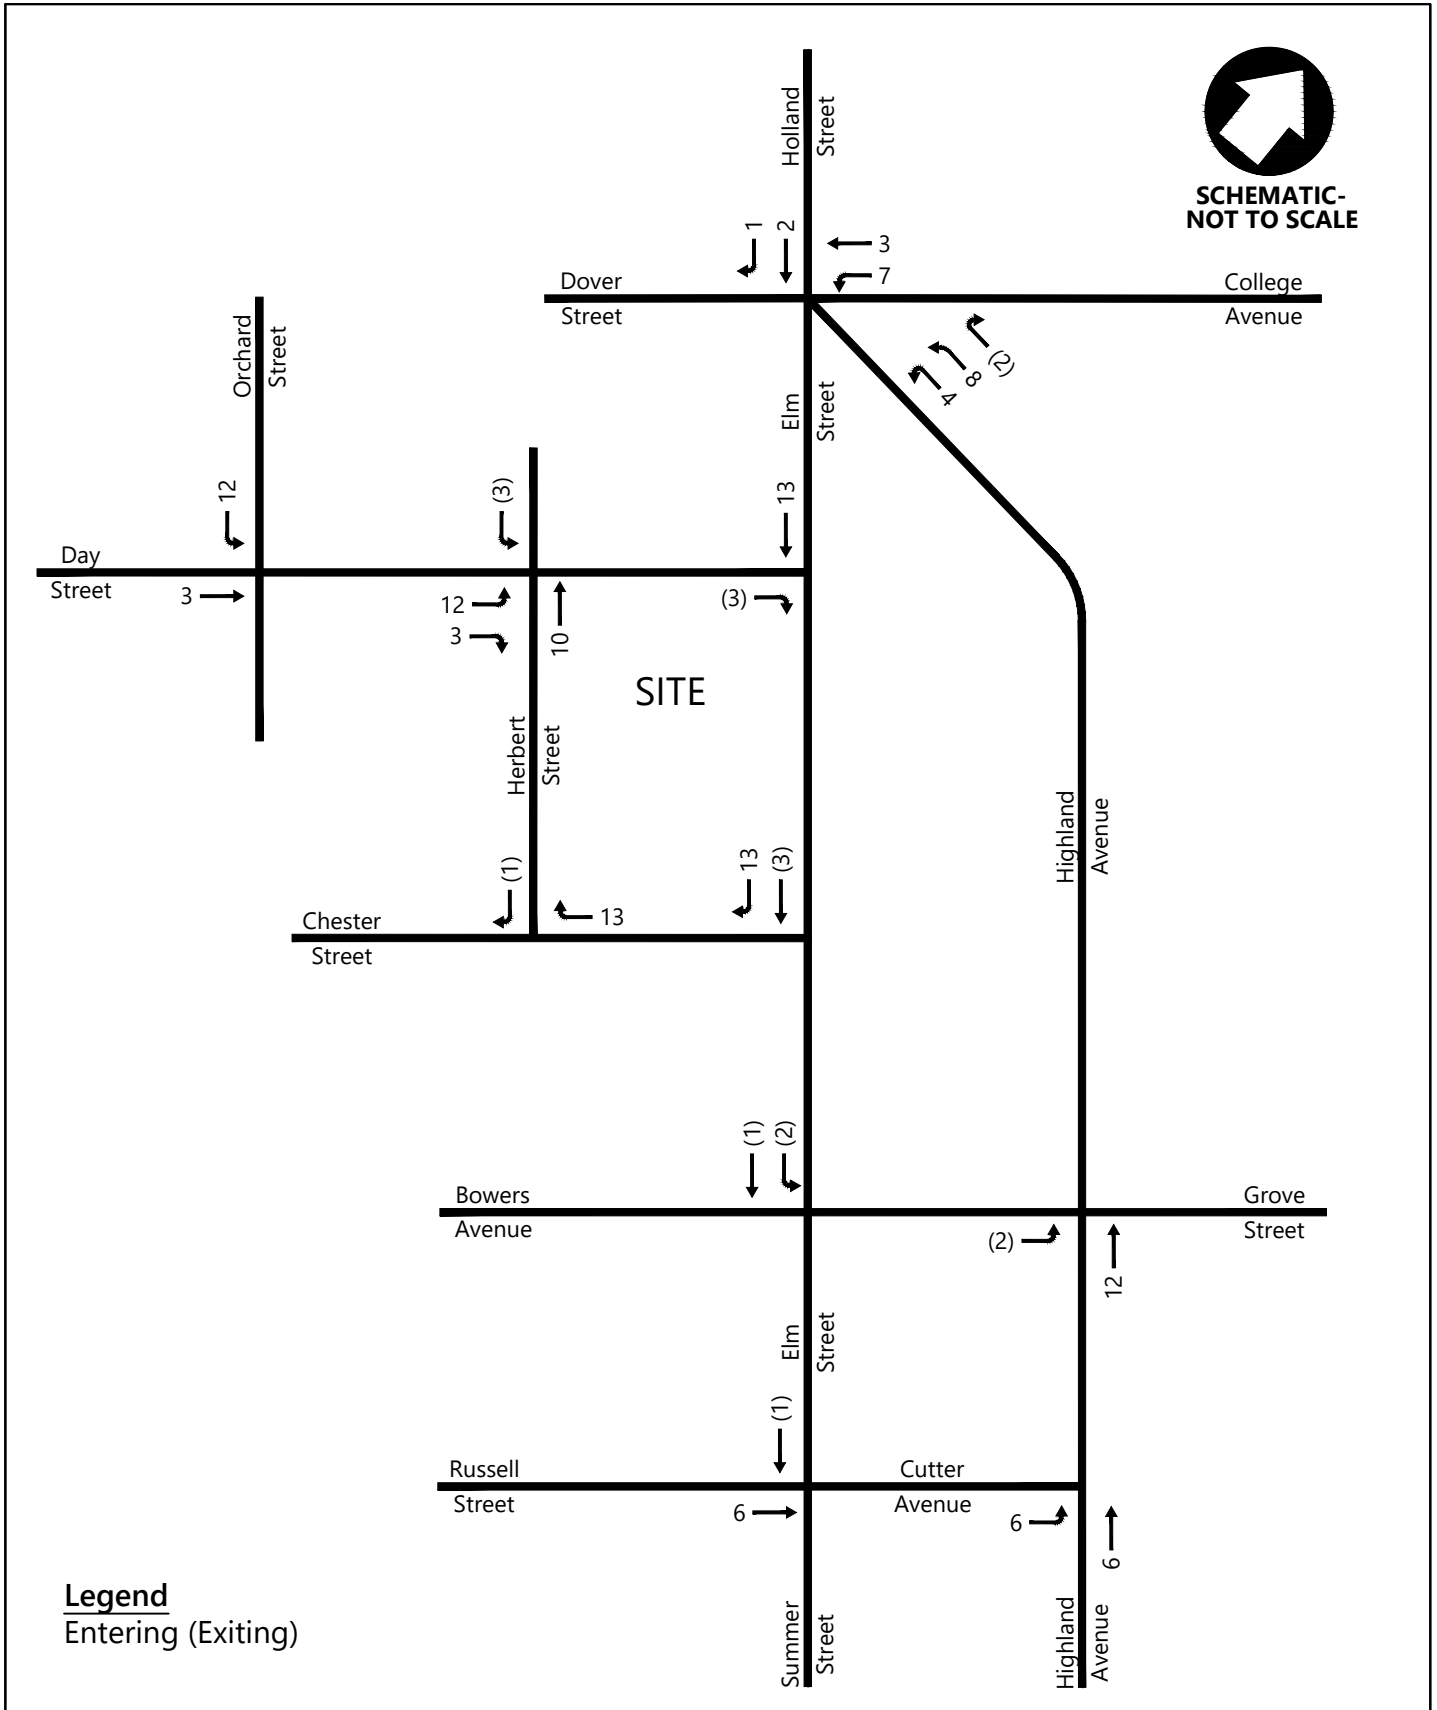 Holland
Street
SCHEMATIC-
NOT TO SCALE
1
2
3
7
Dover
Street
College
Avenue
(2)
8
4
Orchard
Street
Elm
Street
12
(3)
13
Day
Street
3
12
3
10
(3)
SITE
Herbert
Street
Highland
Avenue
(1)
13
13
(3)
Chester
Street
(1)
(2)
Bowers
Avenue
Grove
Street
(2)
12
Elm
Street
(1)
Russell
Street
Cutter
Avenue
6
6
6
Legend
Entering (Exiting)
Summer
Street
Highland
Avenue